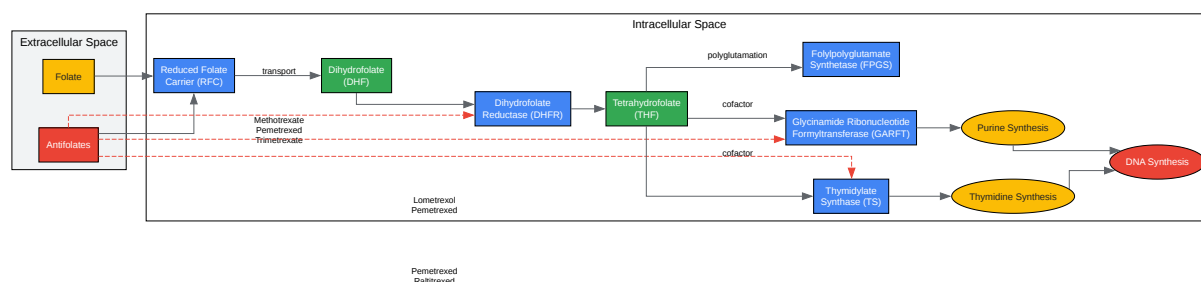 Intracellular Space
Extracellular Space
Folate
Reduced Folate
Carrier (RFC)
transport
Dihydrofolate
(DHF)
polyglutamation
Folylpolyglutamate
Synthetase (FPGS)
Dihydrofolate
Reductase (DHFR)
Tetrahydrofolate
(THF)
cofactor
Glycinamide Ribonucleotide
Formyltransferase (GARFT)
Purine Synthesis
Antifolates
Methotrexate
Pemetrexed
Trimetrexate
cofactor
DNA Synthesis
Thymidylate
Synthase (TS)
Thymidine Synthesis
Lometrexol
Pemetrexed
Pemetrexed
Raltitrexed